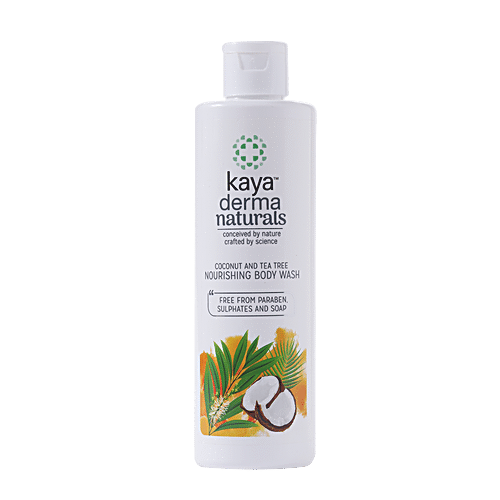 kaya™
derma
naturals
conceived by nature
crafted by science
COCONUT AND TEA TREE
NOURISHING BODY WASH
FREE FROM PARABEN,
SULPHATES AND SOAP